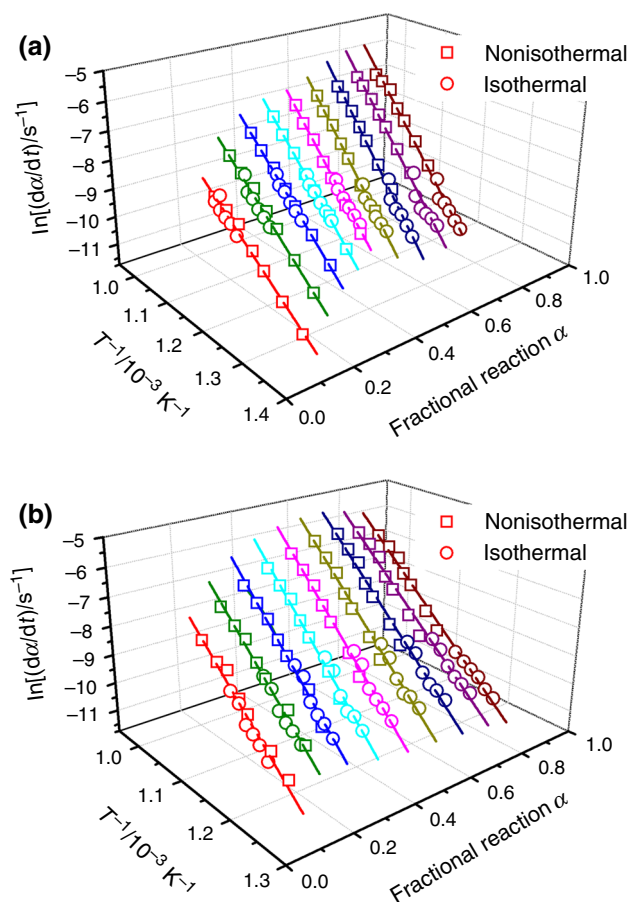 (a)
Nonisothermal
Isothermal
ln[(dα/dt)/s⁻¹]
−5
−6
−7
−8
−9
−10
−11
1.0
1.1
1.2
1.3
1.4
T⁻¹/10⁻³ K⁻¹
0.0
0.2
0.4
0.6
0.8
1.0
Fractional reaction α
(b)
Nonisothermal
Isothermal
ln[(dα/dt)/s⁻¹]
−5
−6
−7
−8
−9
−10
−11
1.0
1.1
1.2
1.3
T⁻¹/10⁻³ K⁻¹
0.0
0.2
0.4
0.6
0.8
1.0
Fractional reaction α